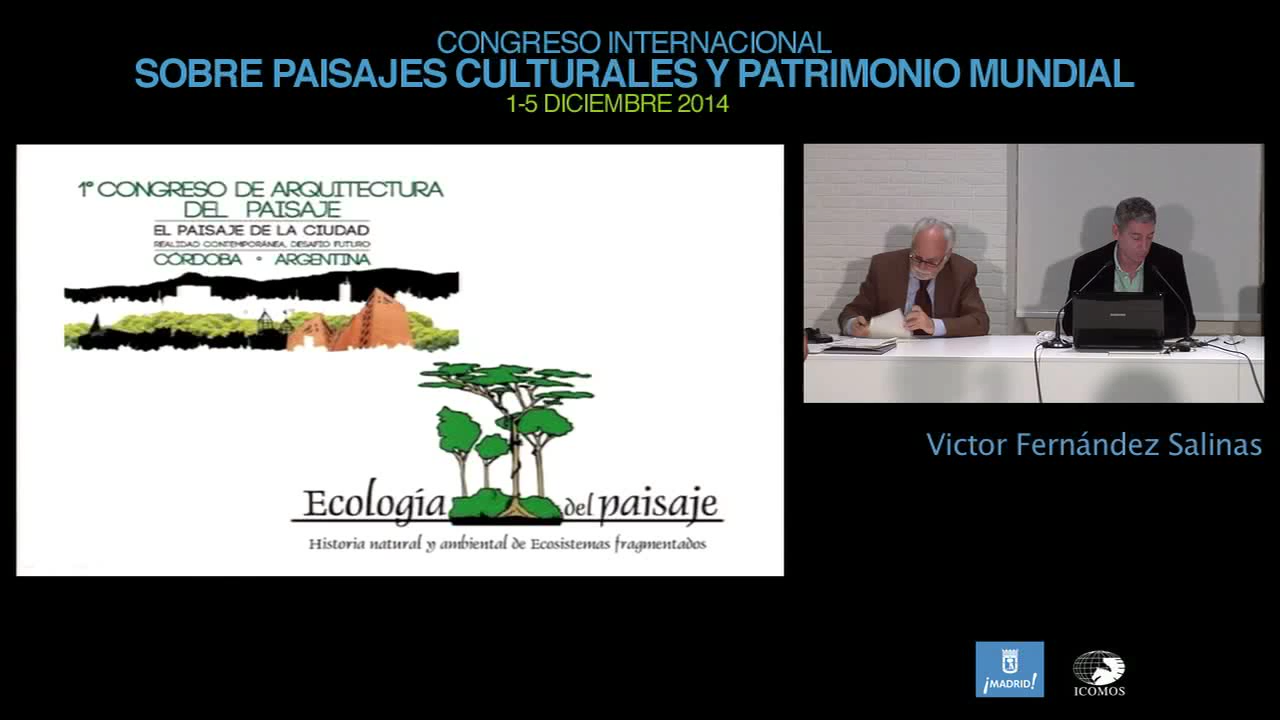 CONGRESO INTERNACIONAL
SOBRE PAISAJES CULTURALES Y PATRIMONIO MUNDIAL
1-5 DICIEMBRE 2014
1º CONGRESO DE ARQUITECTURA
DEL PAISAJE
EL PAISAJE DE LA CIUDAD
REALIDAD CONTEMPORÁNEA, DESAFÍO FUTURO
CÓRDOBA • ARGENTINA
Ecología del paisaje
Historia natural y ambiental de Ecosistemas fragmentados
SAMSUNG
Victor Fernández Salinas
¡MADRID!
ICOMOS